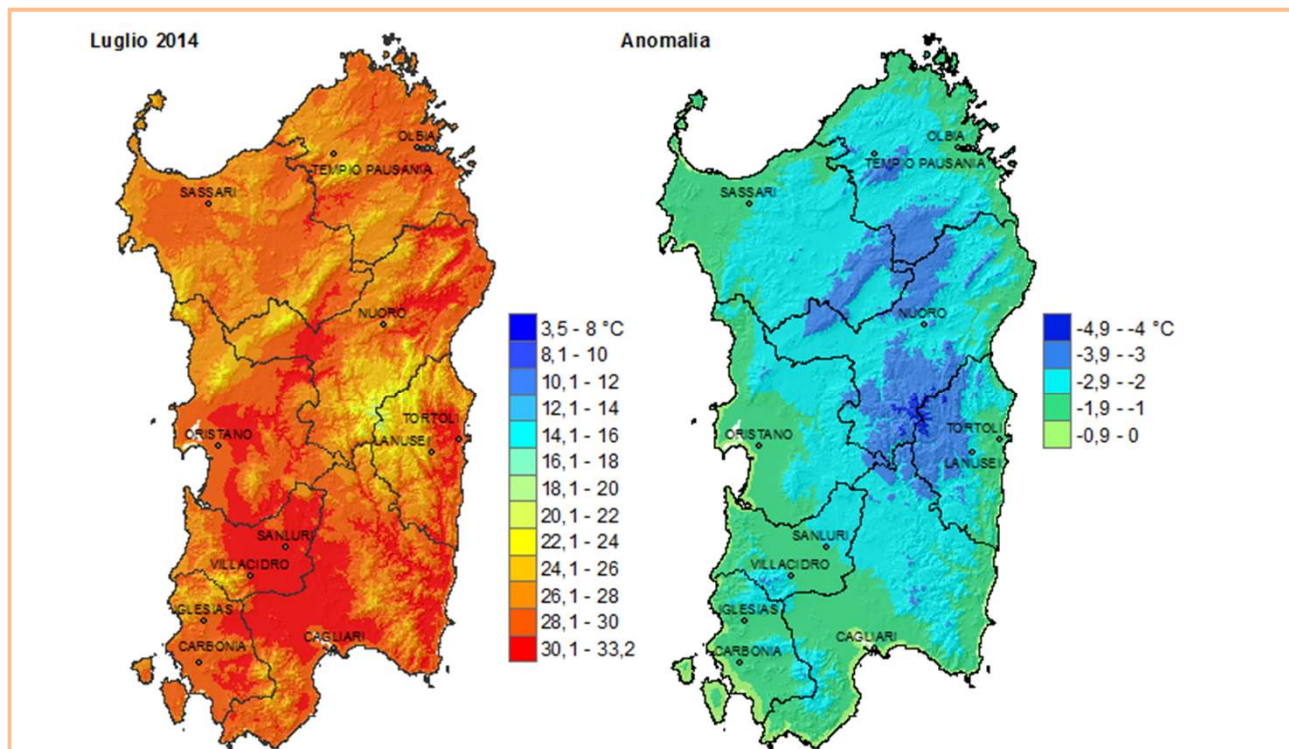 Luglio 2014
OLBIA
TEMPIO PAUSANIA
SASSARI
NUORO
TORTOLI
ORISTANO
LANUSEI
SANLURI
VILLACIDRO
IGLESIAS
CARBONIA
CAGLIARI
3,5 - 8 °C
8,1 - 10
10,1 - 12
12,1 - 14
14,1 - 16
16,1 - 18
18,1 - 20
20,1 - 22
22,1 - 24
24,1 - 26
26,1 - 28
28,1 - 30
30,1 - 33,2
Anomalia
OLBIA
TEMPIO PAUSANIA
SASSARI
NUORO
TORTOLI
ORISTANO
LANUSEI
SANLURI
VILLACIDRO
IGLESIAS
CARBONIA
CAGLIARI
-4,9 - -4 °C
-3,9 - -3
-2,9 - -2
-1,9 - -1
-0,9 - 0